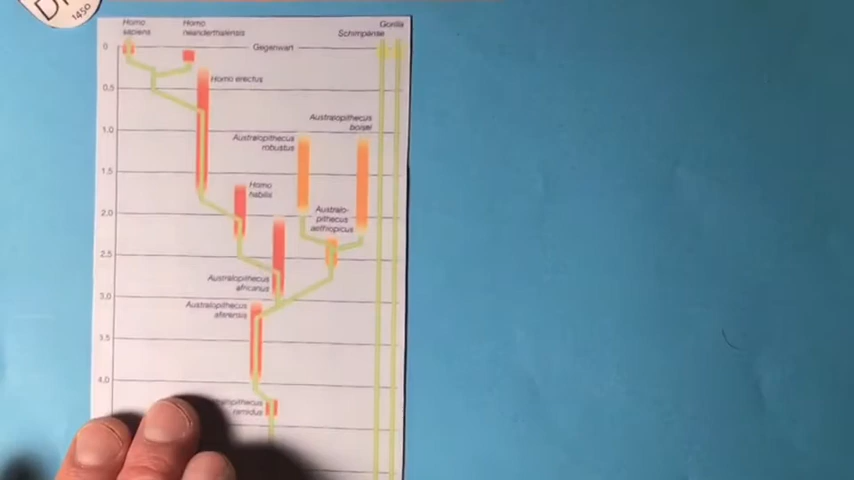 1450
Homo
sapiens
Homo
neanderthalensis
Gorilla
Schimpanse
0
Gegenwart
Homo erectus
0.5
Australopithecus
boisei
1.0
Australopithecus
robustus
1.5
Homo
habilis
2.0
Australo-
pithecus
aethiopicus
2.5
Australopithecus
africanus
3.0
Australopithecus
afarensis
3.5
4.0
ramidus